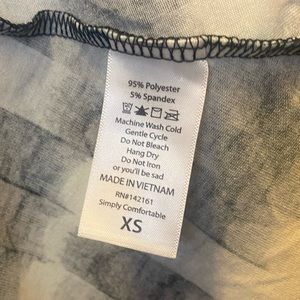 95% Polyester
5% Spandex
Machine Wash Cold
Gentle Cycle
Do Not Bleach
Hang Dry
Do Not Iron
or you'll be sad
MADE IN VIETNAM
RN#142161
Simply Comfortable
XS